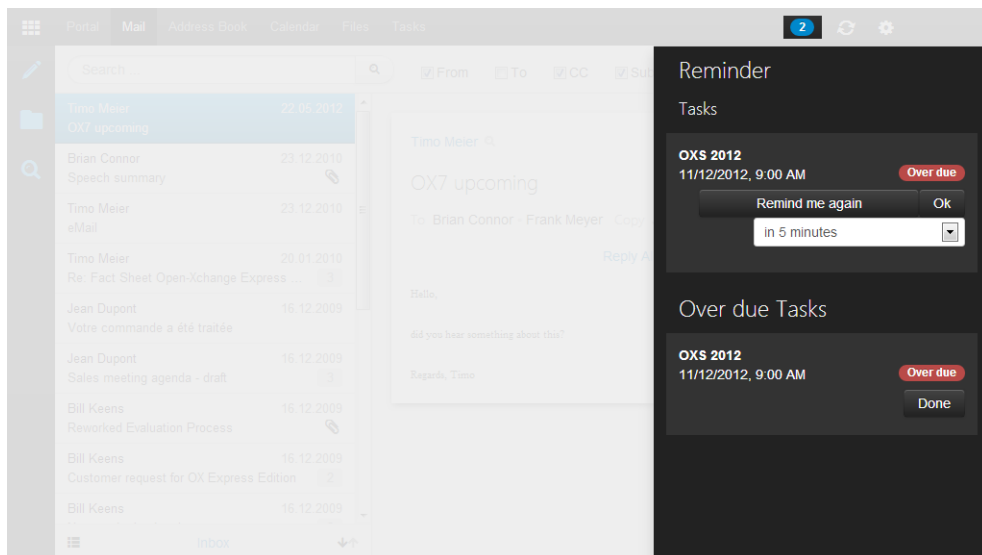 Portal Mail Address Book Calendar Files Tasks 2
Search...
From To CC
Reminder
Tasks
Timo Meier 22.05.2012
OX7 upcoming
Brian Connor 23.12.2010
Speech summary
Timo Meier 23.12.2010
eMail
Timo Meier 20.01.2010
Re: Fact Sheet Open-Xchange Express ... 3
Jean Dupont 16.12.2009
Votre commande a été traitée
Jean Dupont 16.12.2009
Sales meeting agenda - draft 3
Bill Keens 16.12.2009
Reworked Evaluation Process
Bill Keens 16.12.2009
Customer request for OX Express Edition 2
Bill Keens 16.12.2009
inbox
Timo Meier
OX7 upcoming
To: Brian Connor Frank Meyer Copy
Reply
Hello,
did you hear something about this?
Regards, Timo
OXS 2012
11/12/2012, 9:00 AM Over due
Remind me again Ok
in 5 minutes
Over due Tasks
OXS 2012
11/12/2012, 9:00 AM Over due
Done